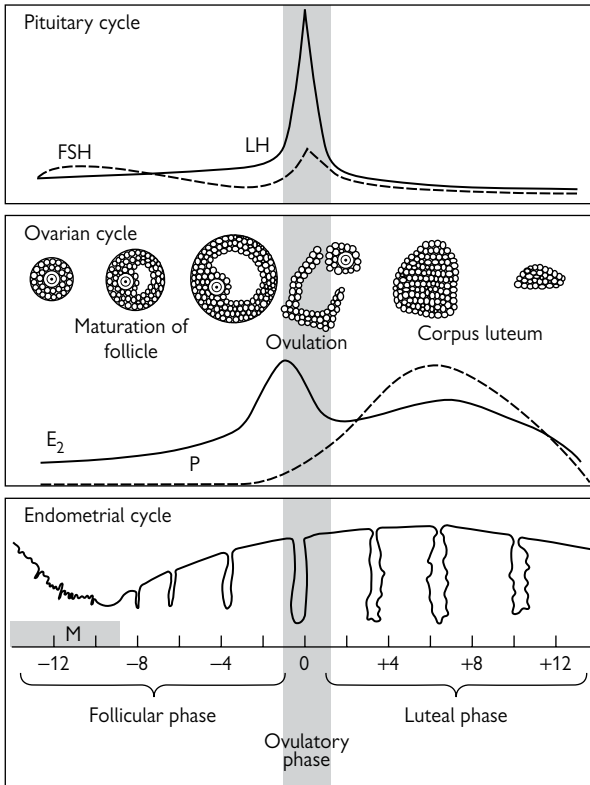 Pituitary cycle
LH
FSH
Ovarian cycle
Maturation of
follicle
Ovulation
Corpus luteum
E₂
P
Endometrial cycle
M
−12 −8 −4 0 +4 +8 +12
Follicular phase
Luteal phase
Ovulatory
phase